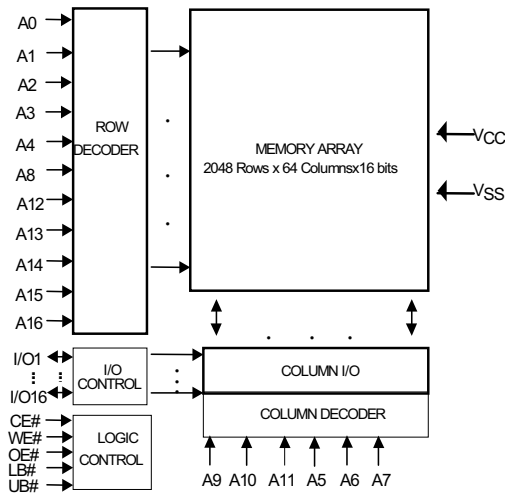 A0
A1
A2
A3
A4
A8
A12
A13
A14
A15
A16
ROW
DECODER
MEMORY ARRAY
2048 Rows x 64 Columnsx16 bits
VCC
VSS
I/O1
I/O16
I/O
CONTROL
COLUMN I/O
COLUMN DECODER
CE#
WE#
OE#
LB#
UB#
LOGIC
CONTROL
A9 A10 A11 A5 A6 A7